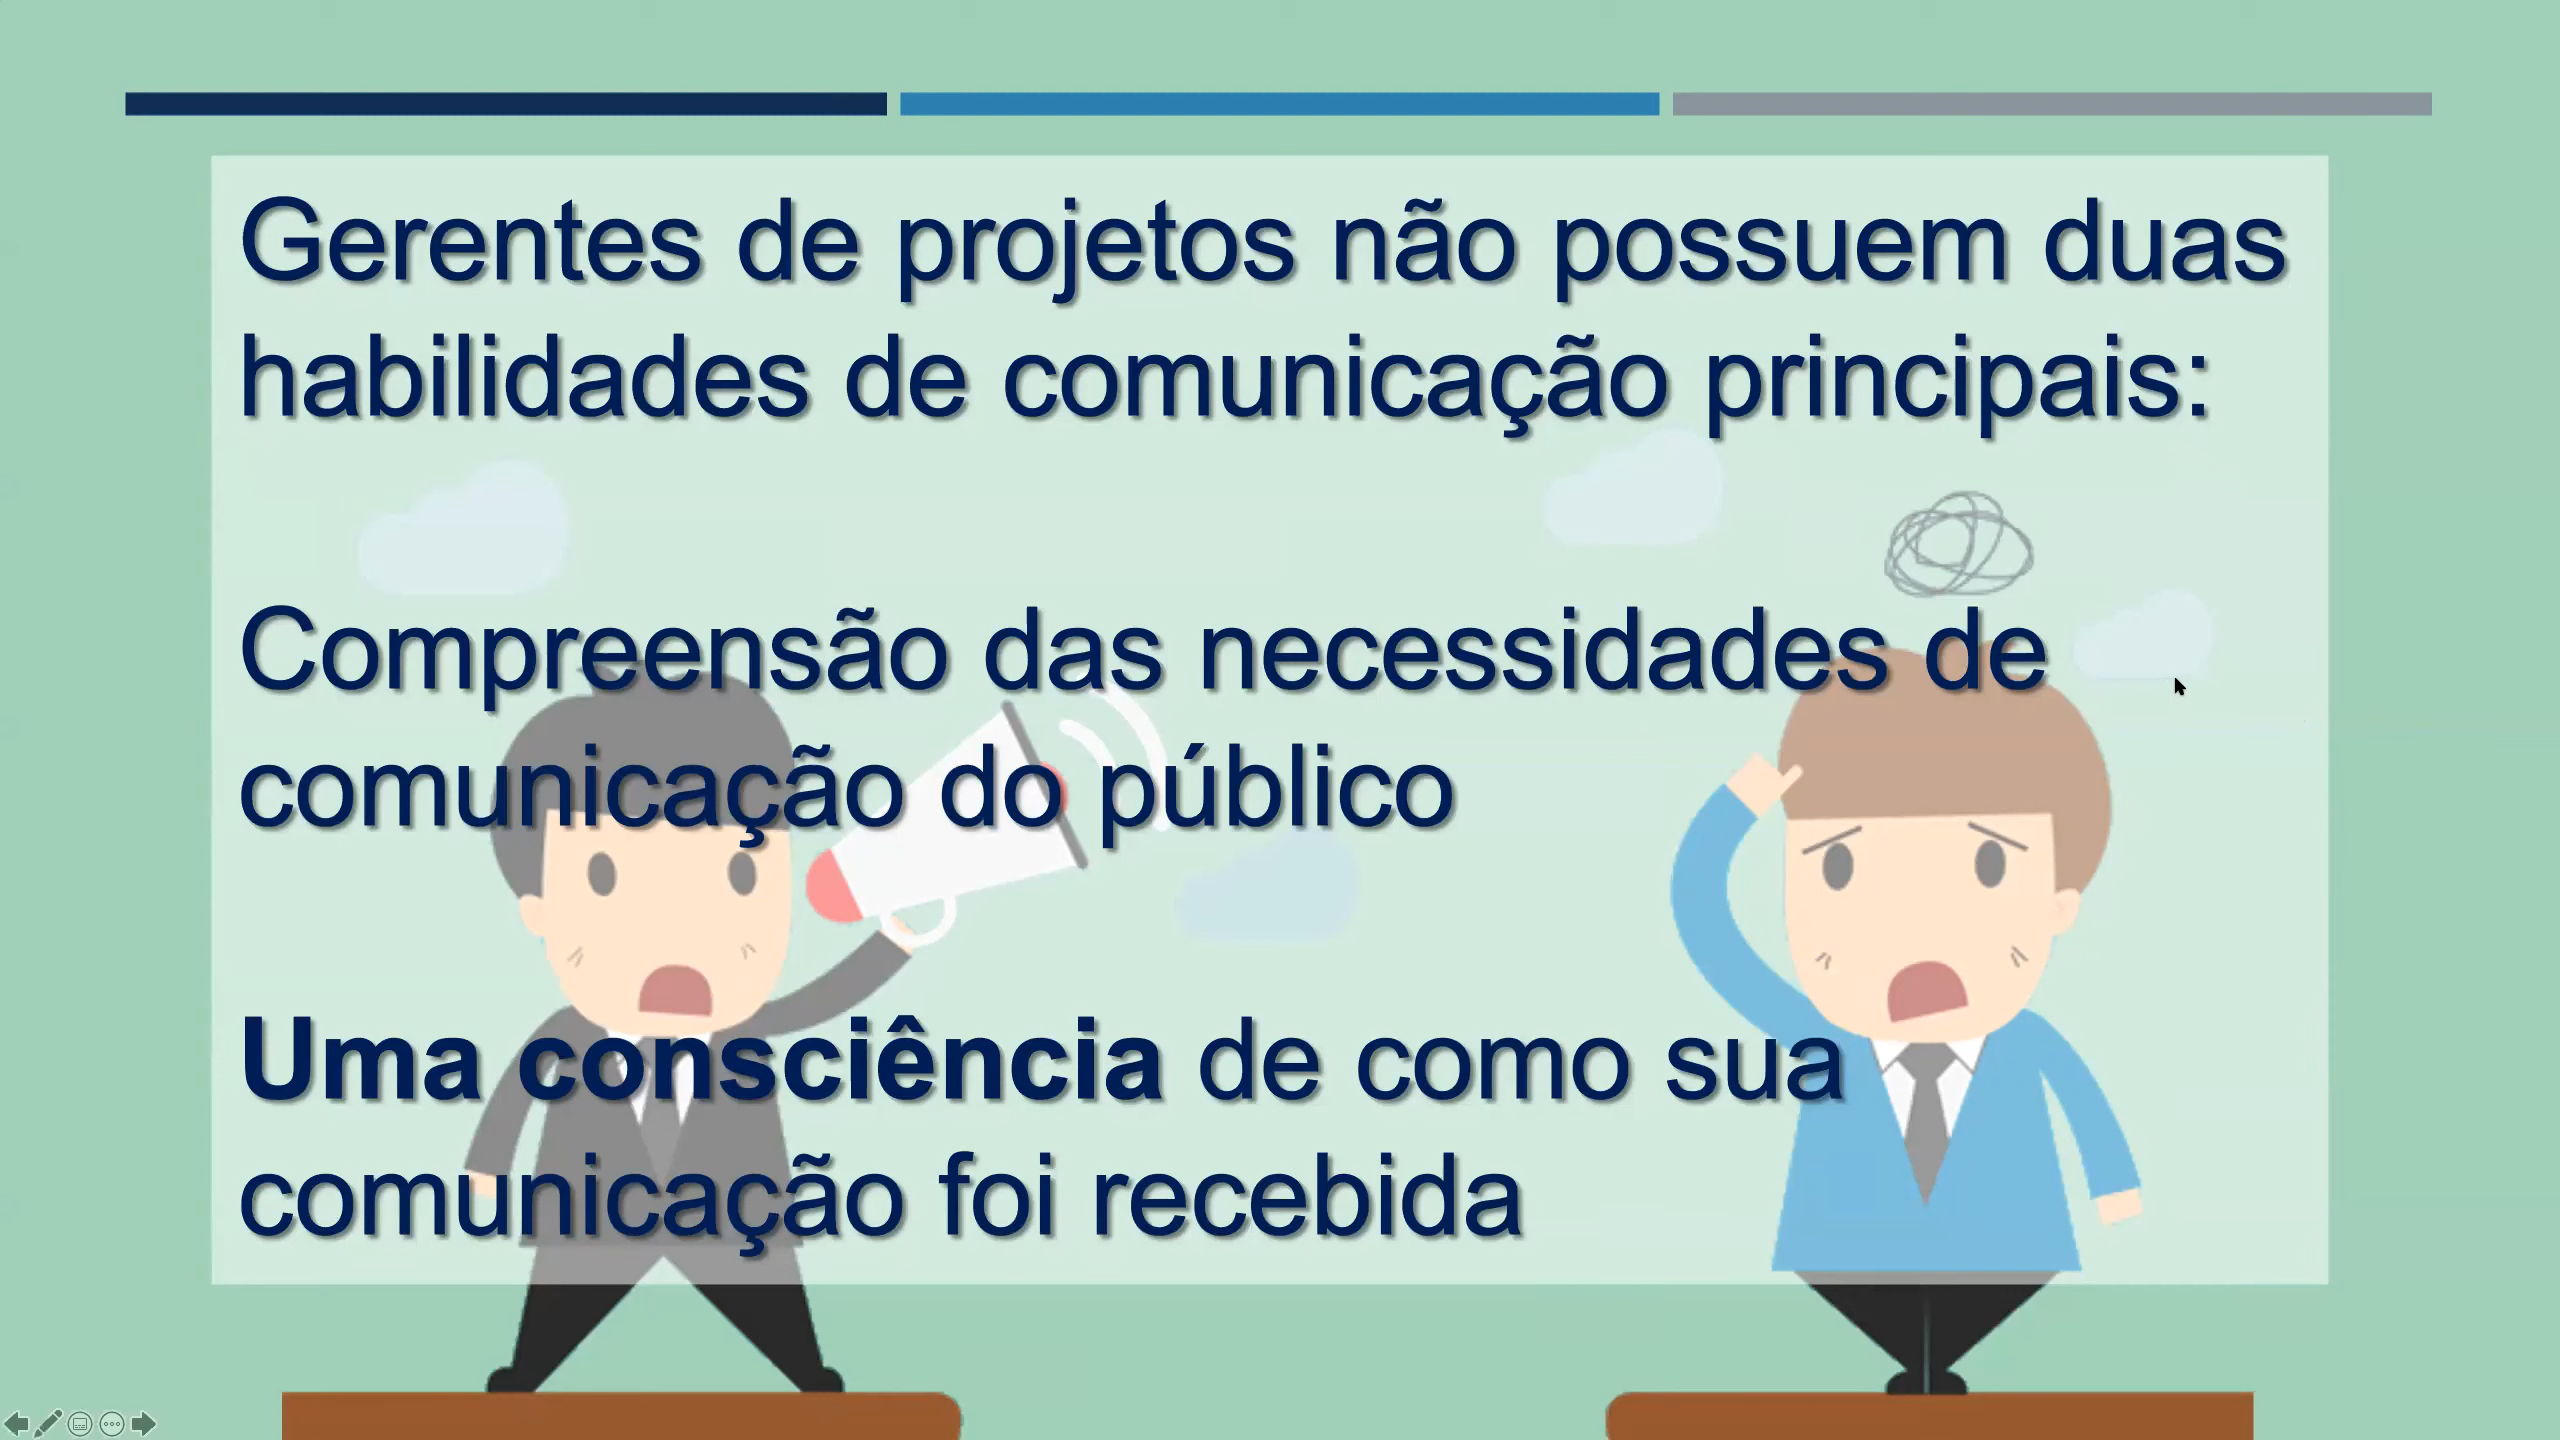 Gerentes de projetos não possuem duas
habilidades de comunicação principais:
Compreensão das necessidades de
comunicação do público
Uma consciência de como sua
comunicação foi recebida